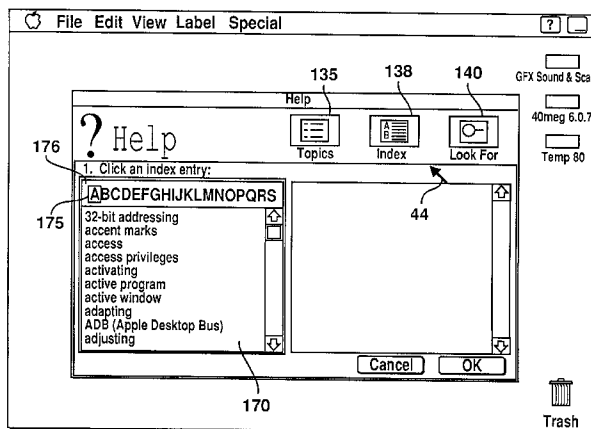 File Edit View Label Special ?
GFX Sound & Sca
40meg 6.0.7
Temp 80
135 138 140
Help
? Help
Topics Index Look For
176
1. Click an index entry:
44
175
ABCDEFGHIJKLMNOPQRS
32-bit addressing
accent marks
access
access privileges
activating
active program
active window
adapting
ADB (Apple Desktop Bus)
adjusting
Cancel OK
170
Trash